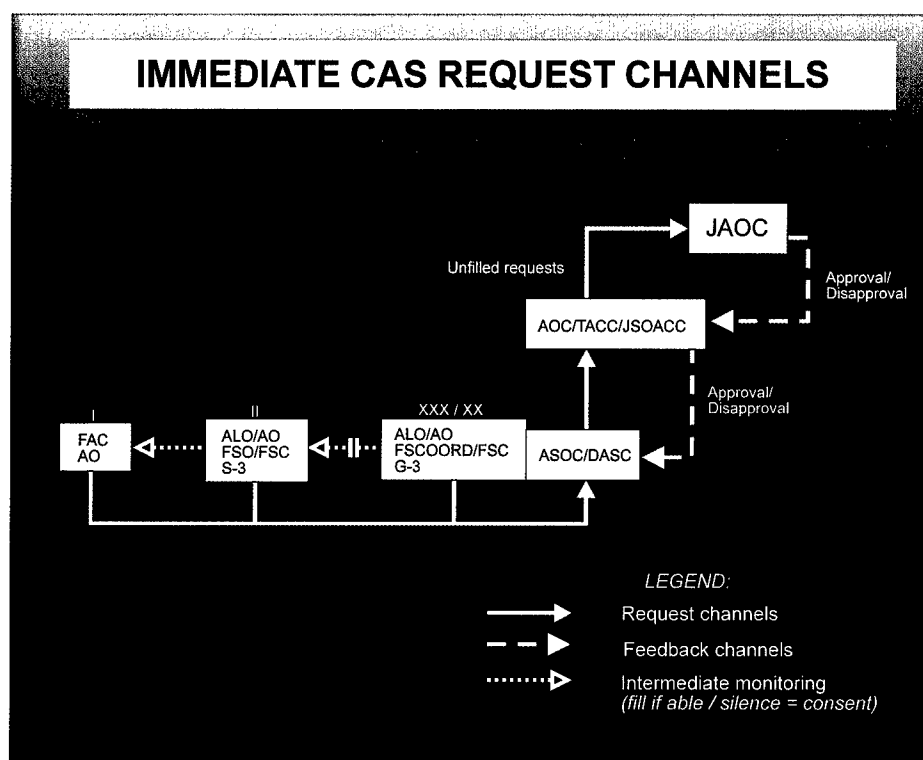 IMMEDIATE CAS REQUEST CHANNELS
JAOC
Unfilled requests
Approval/
Disapproval
AOC/TACC/JSOACC
Approval/
Disapproval
I
FAC
AO
II
ALO/AO
FSO/FSC
S-3
XXX / XX
ALO/AO
FSCOORD/FSC
G-3
ASOC/DASC
LEGEND:
Request channels
Feedback channels
Intermediate monitoring
(fill if able / silence = consent)